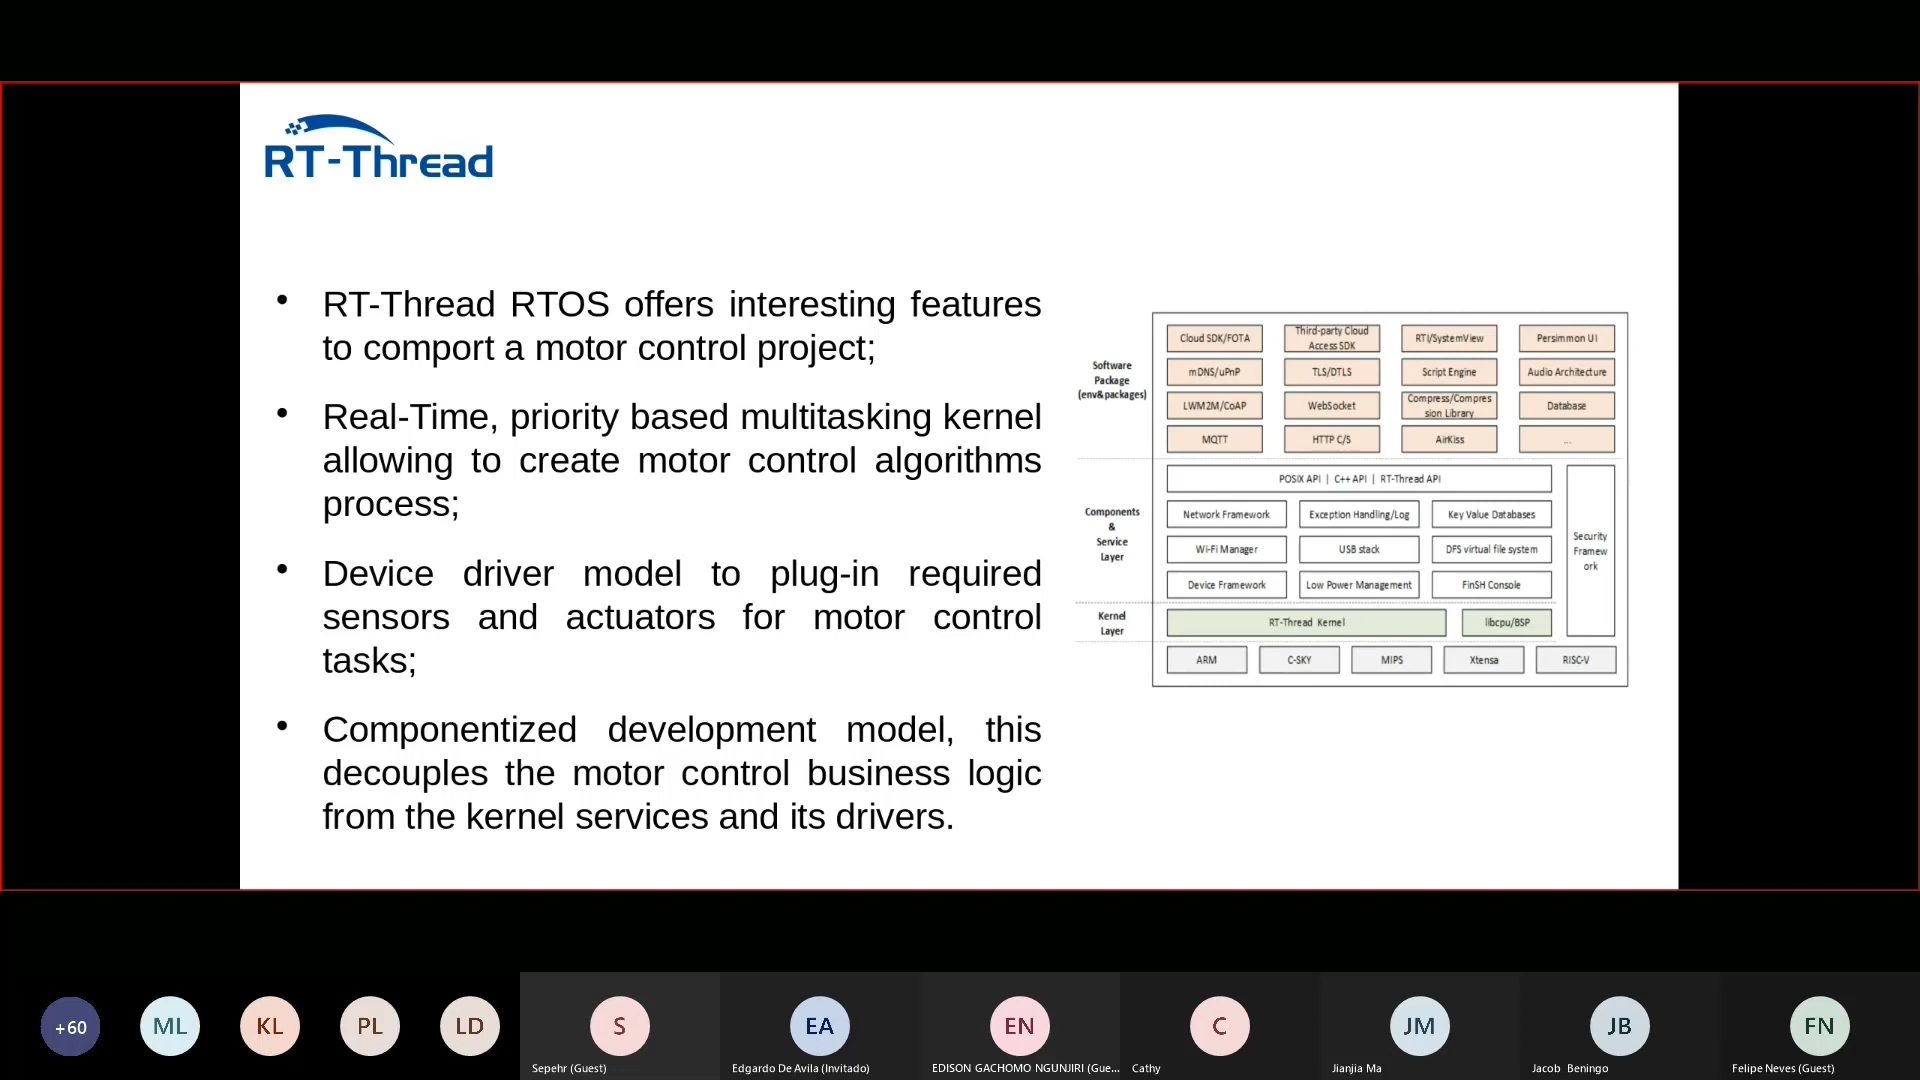 RT-Thread
• RT-Thread RTOS offers interesting features
to comport a motor control project;
• Real-Time, priority based multitasking kernel
allowing to create motor control algorithms
process;
• Device driver model to plug-in required
sensors and actuators for motor control
tasks;
• Componentized development model, this
decouples the motor control business logic
from the kernel services and its drivers.
Software
Package
(env&packages)
Cloud SDK/FOTA
Third-party Cloud
Access SDK
RTI/SystemView
Persimmon UI
mDNS/uPnP
TLS/DTLS
Script Engine
Audio Architecture
LWM2M/CoAP
WebSocket
Compress/Compres
sion Library
Database
MQTT
HTTP C/S
AirKiss
...
Components
&
Service
Layer
POSIX API | C++ API | RT-Thread API
Network Framework
Exception Handling/Log
Key Value Databases
Wi-Fi Manager
USB stack
DFS virtual file system
Device Framework
Low Power Management
FinSH Console
Security
Framew
ork
Kernel
Layer
RT-Thread Kernel
libcpu/BSP
ARM
C-SKY
MIPS
Xtensa
RISC-V
+60
ML
KL
PL
LD
S
EA
EN
C
JM
JB
FN
Sepehr (Guest)
Edgardo De Avila (Invitado)
EDISON GACHOMO NGUNJIRI (Gue...
Cathy
Jianjia Ma
Jacob Beningo
Felipe Neves (Guest)